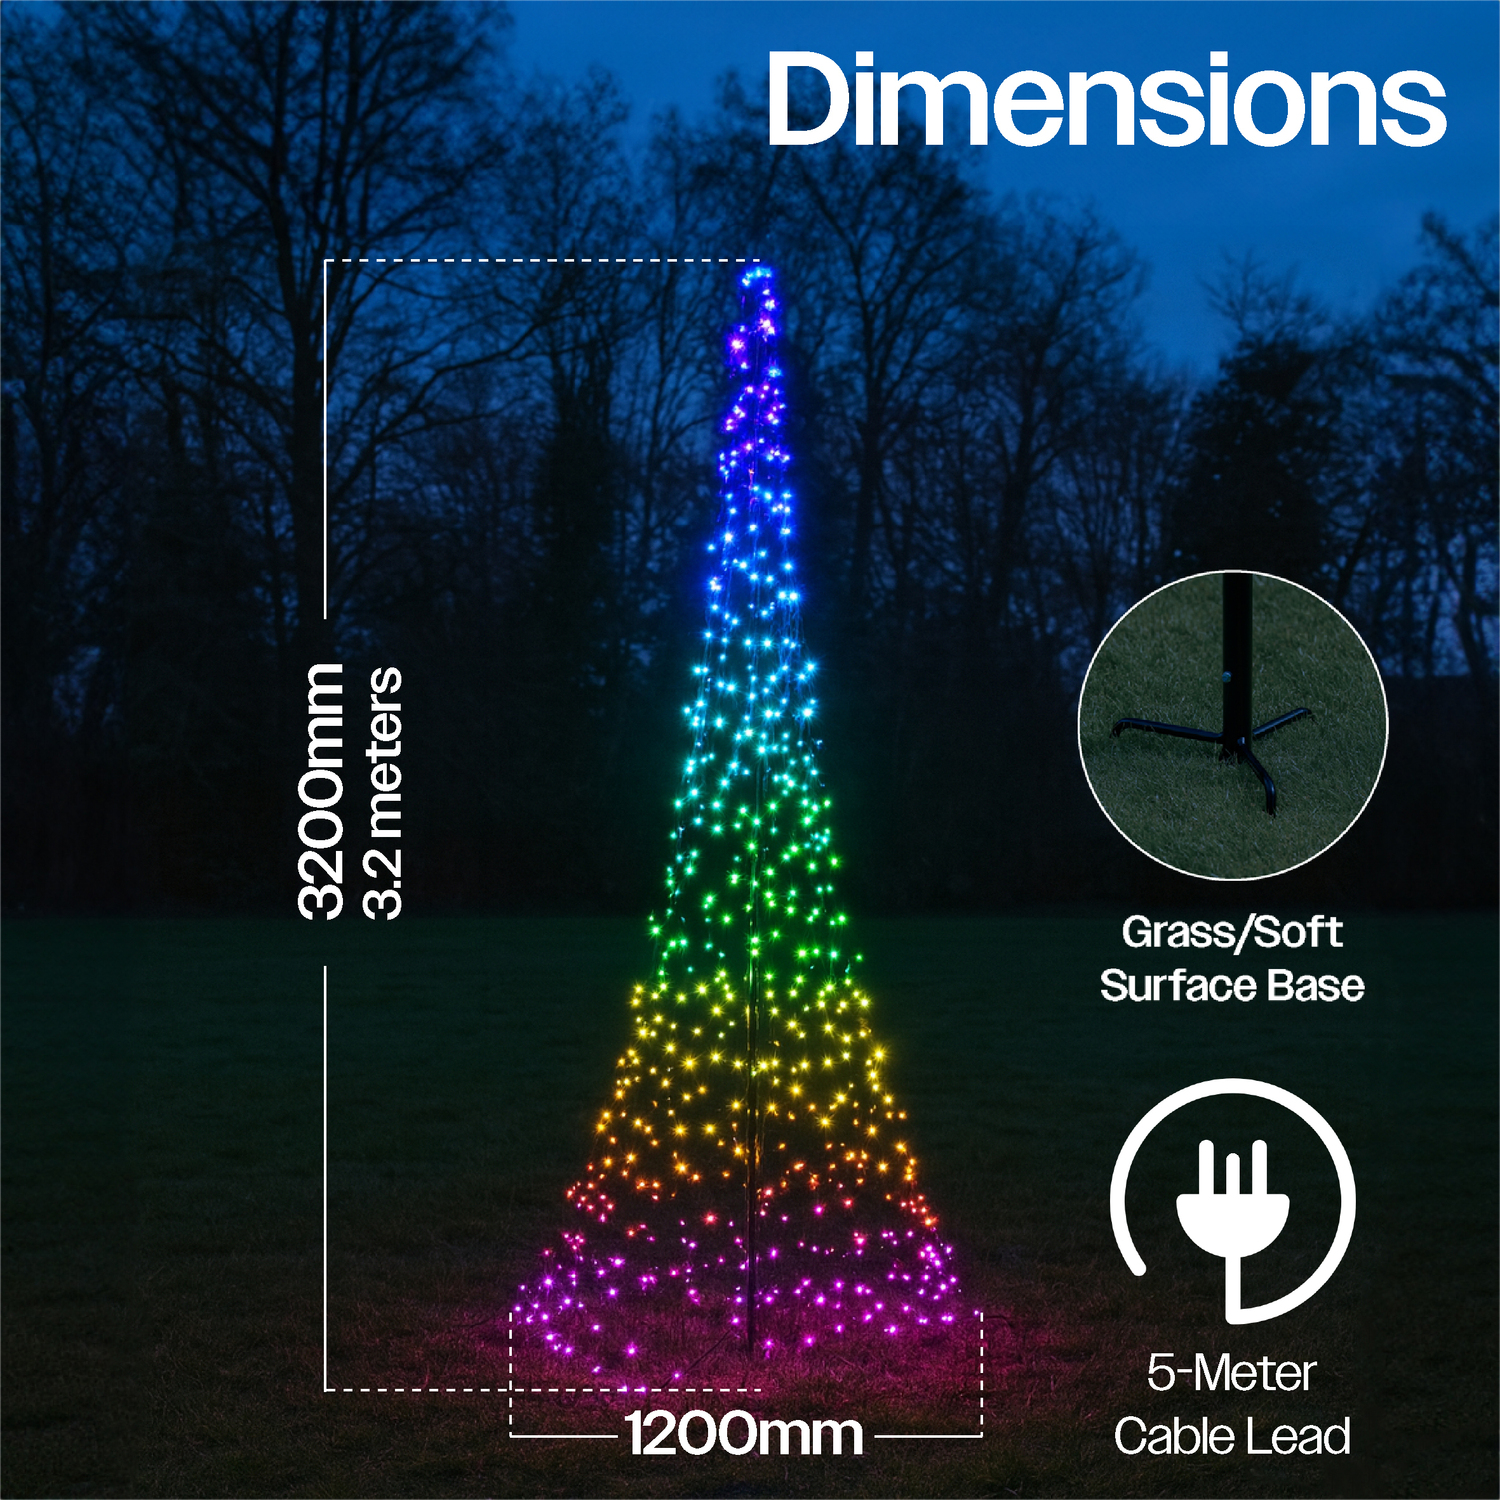 Dimensions
3200mm
3.2 meters
Grass/Soft
Surface Base
5-Meter
Cable Lead
1200mm